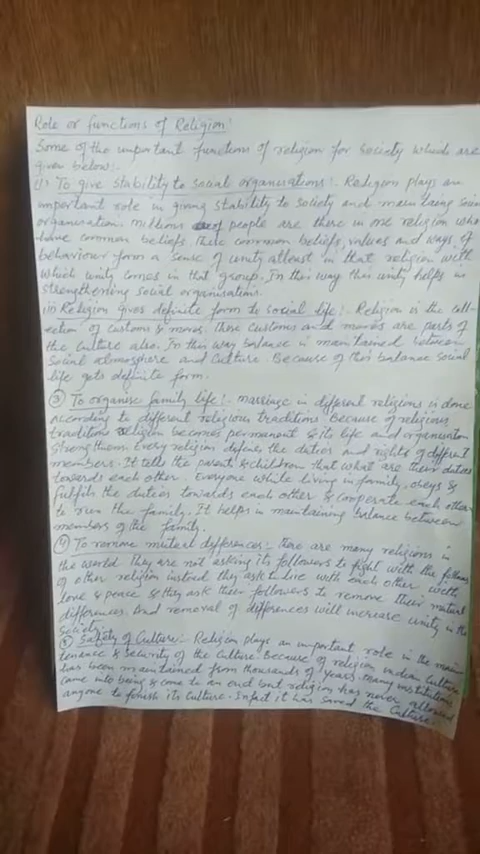 Role or functions of Religion:
Some of the important functions of religion for society which are
given below:-
(i) To give stability to social organisations:- Religion plays an
important role in giving stability to society and maintaining social
organisation. millions of people are there in one religion who
have common beliefs. These common beliefs, values and ways of
behaviour form a sense of unity atleast in that religion with
which unity comes in that group. In this way this unity helps in
strengthening social organisations.
(ii) Religion gives definite form to social life:- Religion is the coll-
ection of customs & mores. These customs and mores are parts of
the culture also. In this way balance is maintained between
social atmosphere and culture. Because of this balance social
life gets definite form.
(3) To organise family life:- marriage in different religions is done
according to different religious traditions. Because of religious
traditions religion becomes permanent & its life and organisation
strengthens. Every religion defines the duties and rights of different
members. It tells the parents & children that what are their duties
towards each other. Everyone while living in family, obeys &
fulfils the duties towards each other & cooperate each other
to run the family. It helps in maintaining balance between
members of the family.
(4) To remove mutual differences:- There are many religions in
the world. They are not asking its followers to fight with the followers
of other religion instead they ask to live with each other with
love & peace & they ask their followers to remove their mutual
differences. And removal of differences will increase unity in the
society.
(5) Safety of Culture:- Religion plays an important role in the main-
tenance & security of the culture. Because of religion Indian culture
has been maintained from thousands of years. Many institutions
came into being & come to an end but religion has never allowed
anyone to finish its culture. Infact it has saved the culture.